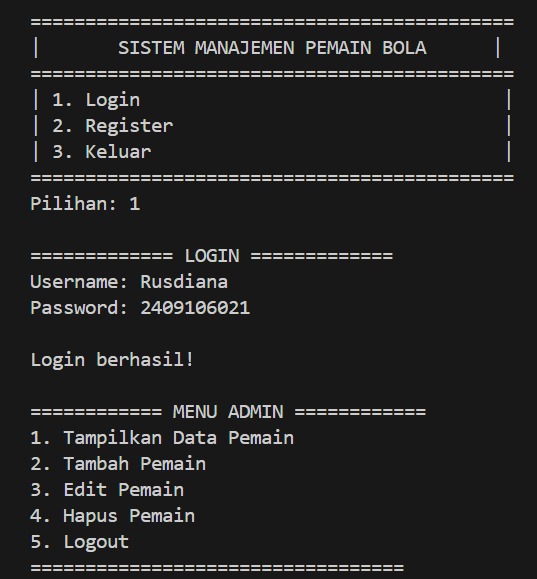 ============================================
|       SISTEM MANAJEMEN PEMAIN BOLA      |
============================================
| 1. Login                                 |
| 2. Register                              |
| 3. Keluar                                |
============================================
Pilihan: 1
============= LOGIN =============
Username: Rusdiana
Password: 2409106021
Login berhasil!
============ MENU ADMIN ============
1. Tampilkan Data Pemain
2. Tambah Pemain
3. Edit Pemain
4. Hapus Pemain
5. Logout
==================================